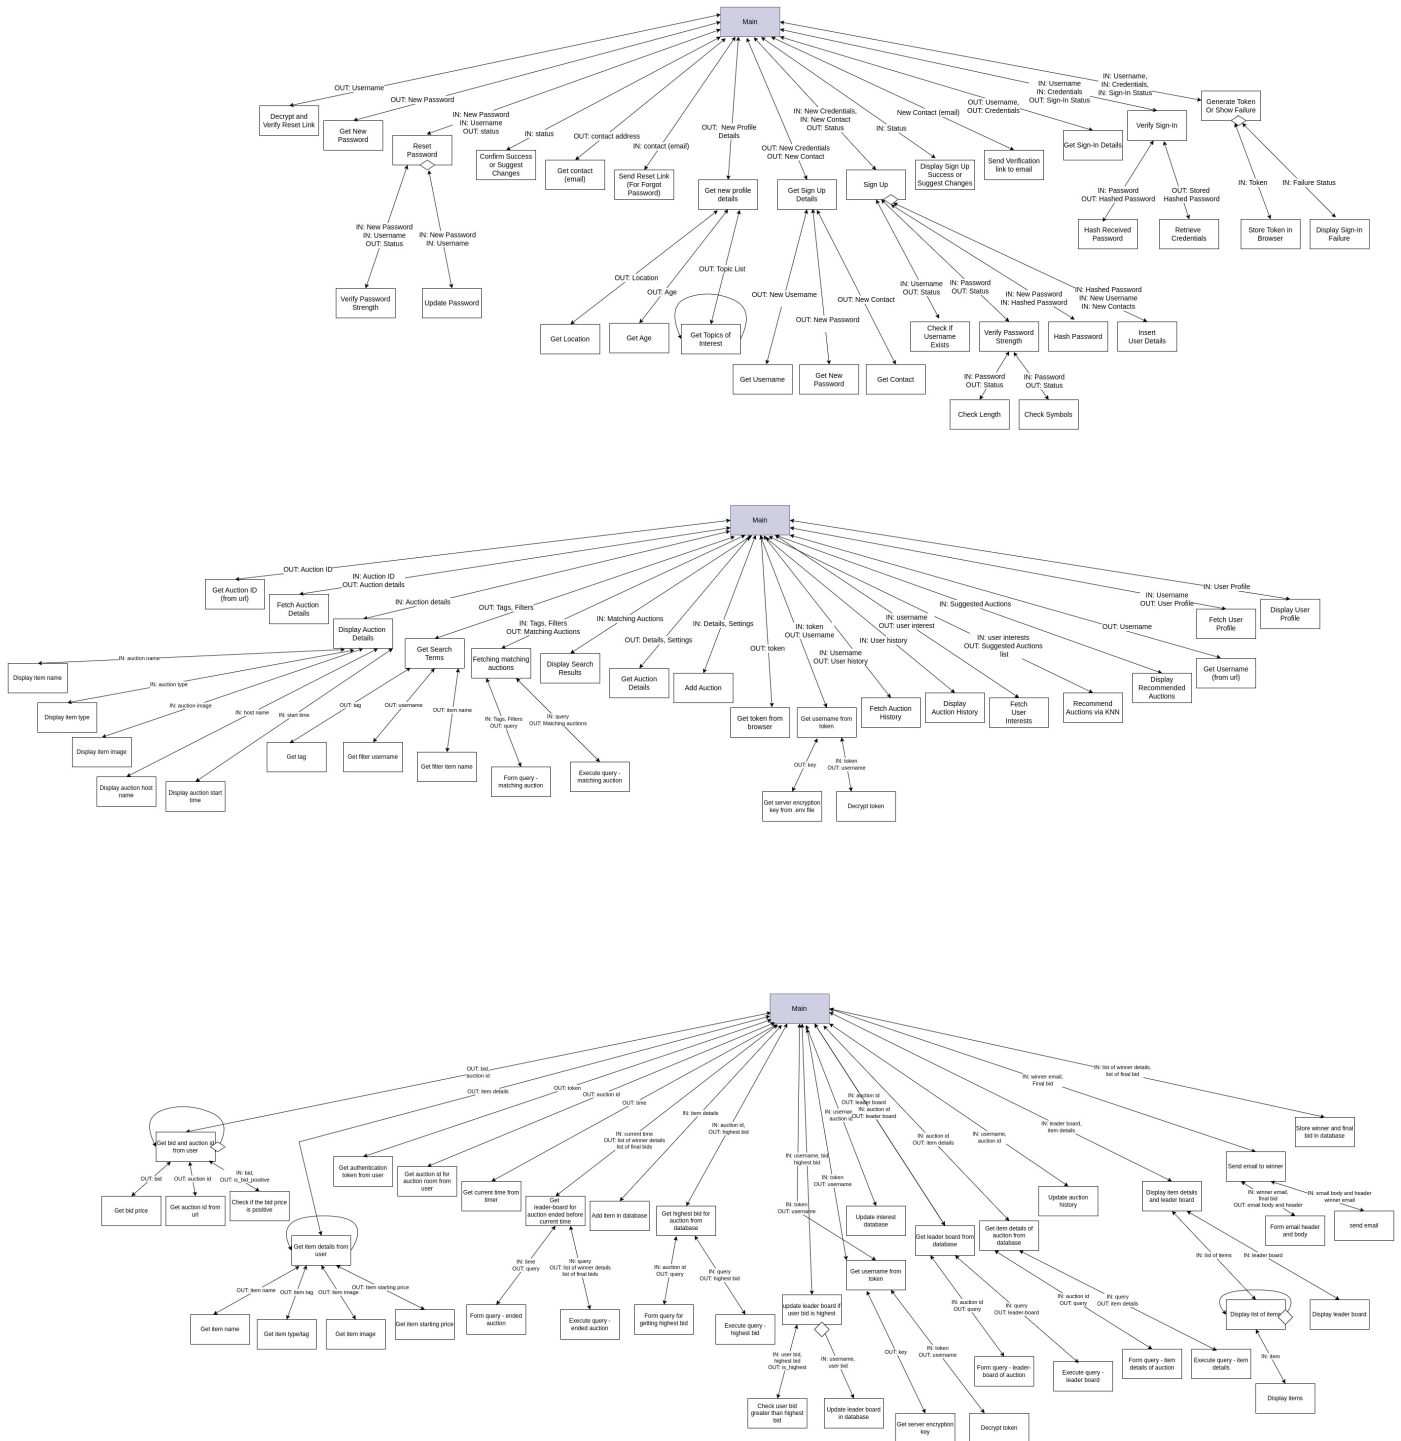 Main
OUT: Username
OUT: New Password
IN: New Password
IN: Username
OUT: status
IN: status
OUT: contact address
IN: contact (email)
OUT: New Profile
Details
OUT: New Credentials
OUT: New Contact
IN: New Credentials,
IN: New Contact
OUT: Status
IN: Status
New Contact (email)
OUT: Username,
OUT: Credentials
IN: Username
IN: Credentials
OUT: Sign-In Status
IN: Username,
IN: Credentials,
IN: Sign-In Status
Decrypt and
Verify Reset Link
Get New
Password
Reset
Password
Confirm Success
or Suggest
Changes
Get contact
(email)
Send Reset Link
(For Forgot
Password)
Get new profile
details
Get Sign Up
Details
Sign Up
Display Sign Up
Success or
Suggest Changes
Send Verification
link to email
Get Sign-In Details
Verify Sign-In
Generate Token
Or Show Failure
IN: New Password
IN: Username
OUT: Status
IN: New Password
IN: Username
OUT: Location
OUT: Age
OUT: Topic List
OUT: New Username
OUT: New Password
OUT: New Contact
IN: Username
OUT: Status
IN: Password
OUT: Status
IN: New Password
IN: Hashed Password
IN: Hashed Password
IN: New Username
IN: New Contacts
IN: Password
OUT: Hashed Password
OUT: Stored
Hashed Password
IN: Token
IN: Failure Status
Hash Received
Password
Retrieve
Credentials
Store Token in
Browser
Display Sign-In
Failure
Verify Password
Strength
Update Password
Get Location
Get Age
Get Topics of
Interest
Get Username
Get New
Password
Get Contact
Check If
Username
Exists
Verify Password
Strength
Hash Password
Insert
User Details
IN: Password
OUT: Status
IN: Password
OUT: Status
Check Length
Check Symbols
Main
OUT: Auction ID
IN: Auction ID
OUT: Auction details
IN: Auction details
OUT: Tags, Filters
IN: Tags, Filters
OUT: Matching Auctions
IN: Matching Auctions
OUT: Details, Settings
IN: Details, Settings
OUT: token
IN: token
OUT: Username
IN: Username
OUT: User history
IN: User history
IN: username
OUT: user interest
IN: user interests
OUT: Suggested Auctions
list
IN: Suggested Auctions
OUT: Username
IN: Username
OUT: User Profile
IN: User Profile
Get Auction ID
(from url)
Fetch Auction
Details
Display Auction
Details
Get Search
Terms
Fetching matching
auctions
Display Search
Results
Get Auction
Details
Add Auction
Get token from
browser
Get username from
token
Fetch Auction
History
Display
Auction History
Fetch
User
Interests
Recommend
Auctions via KNN
Display
Recommended
Auctions
Get Username
(from url)
Fetch User
Profile
Display User
Profile
IN: auction name
IN: auction type
IN: auction image
IN: host name
IN: start time
OUT: tag
OUT: username
OUT: item name
IN: Tags, Filters
OUT: query
IN: query
OUT: Matching auctions
OUT: key
IN: token
OUT: username
Display item name
Display item type
Display item image
Display auction host
name
Display auction start
time
Get tag
Get filter username
Get filter item name
Form query -
matching auction
Execute query -
matching auction
Get server encryption
key from .env file
Decrypt token
Main
OUT: bid,
auction id
OUT: item details
OUT: token
OUT: auction id
OUT: time
IN: current time
OUT: list of winner details
list of final bids
IN: item details
IN: auction id,
OUT: highest bid
IN: username, bid
highest bid
IN: token
OUT: username
IN: token
OUT: username
auction id
IN: auction id
OUT: leader board
IN: auction id
OUT: leader board
IN: auction id
OUT: item details
IN: username,
auction id
IN: leader board,
item details
IN: winner email,
Final bid
IN: list of winner details,
list of final bid
Get bid and auction id
from user
Get item details from
user
Get authentication
token from user
Get auction id for
auction room from
user
Get current time from
timer
Get
leader-board for
auction ended before
current time
Add item in database
Get highest bid for
auction from
database
update leader board if
user bid is highest
Get username from
token
Update interest
database
Get leader board from
database
Get item details of
auction from
database
Update auction
history
Display item details
and leader board
Send email to winner
Store winner and final
bid in database
OUT: bid
OUT: auction id
IN: bid,
OUT: is_bid_positive
Get bid price
Get auction id from
url
Check if the bid price
is positive
OUT: item name
OUT: item tag
OUT: item image
OUT: Item starting price
Get item name
Get item type/tag
Get item image
Get item starting price
IN: time
OUT: query
IN: query
OUT: list of winner details
list of final bids
Form query - ended
auction
Execute query -
ended auction
IN: auction id
OUT: query
IN: query
OUT: highest bid
Form query for
getting highest bid
Execute query -
highest bid
IN: user bid,
highest bid
OUT: is_highest
IN: username,
user bid
Check user bid
greater than highest
bid
Update leader board
in database
OUT: key
IN: token
OUT: username
Get server encryption
key
Decrypt token
IN: auction id
OUT: query
IN: query
OUT: leader-board
Form query - leader-
board of auction
Execute query -
leader board
IN: auction id
OUT: query
IN: query
OUT: item details
Form query - item
details of auction
Execute query - item
details
IN: list of items
IN: leader board
Display list of items
Display leader board
IN: item
Display items
IN: winner email,
final bid
OUT: email body and header
IN: email body and header
winner email
Form email header
and body
send email